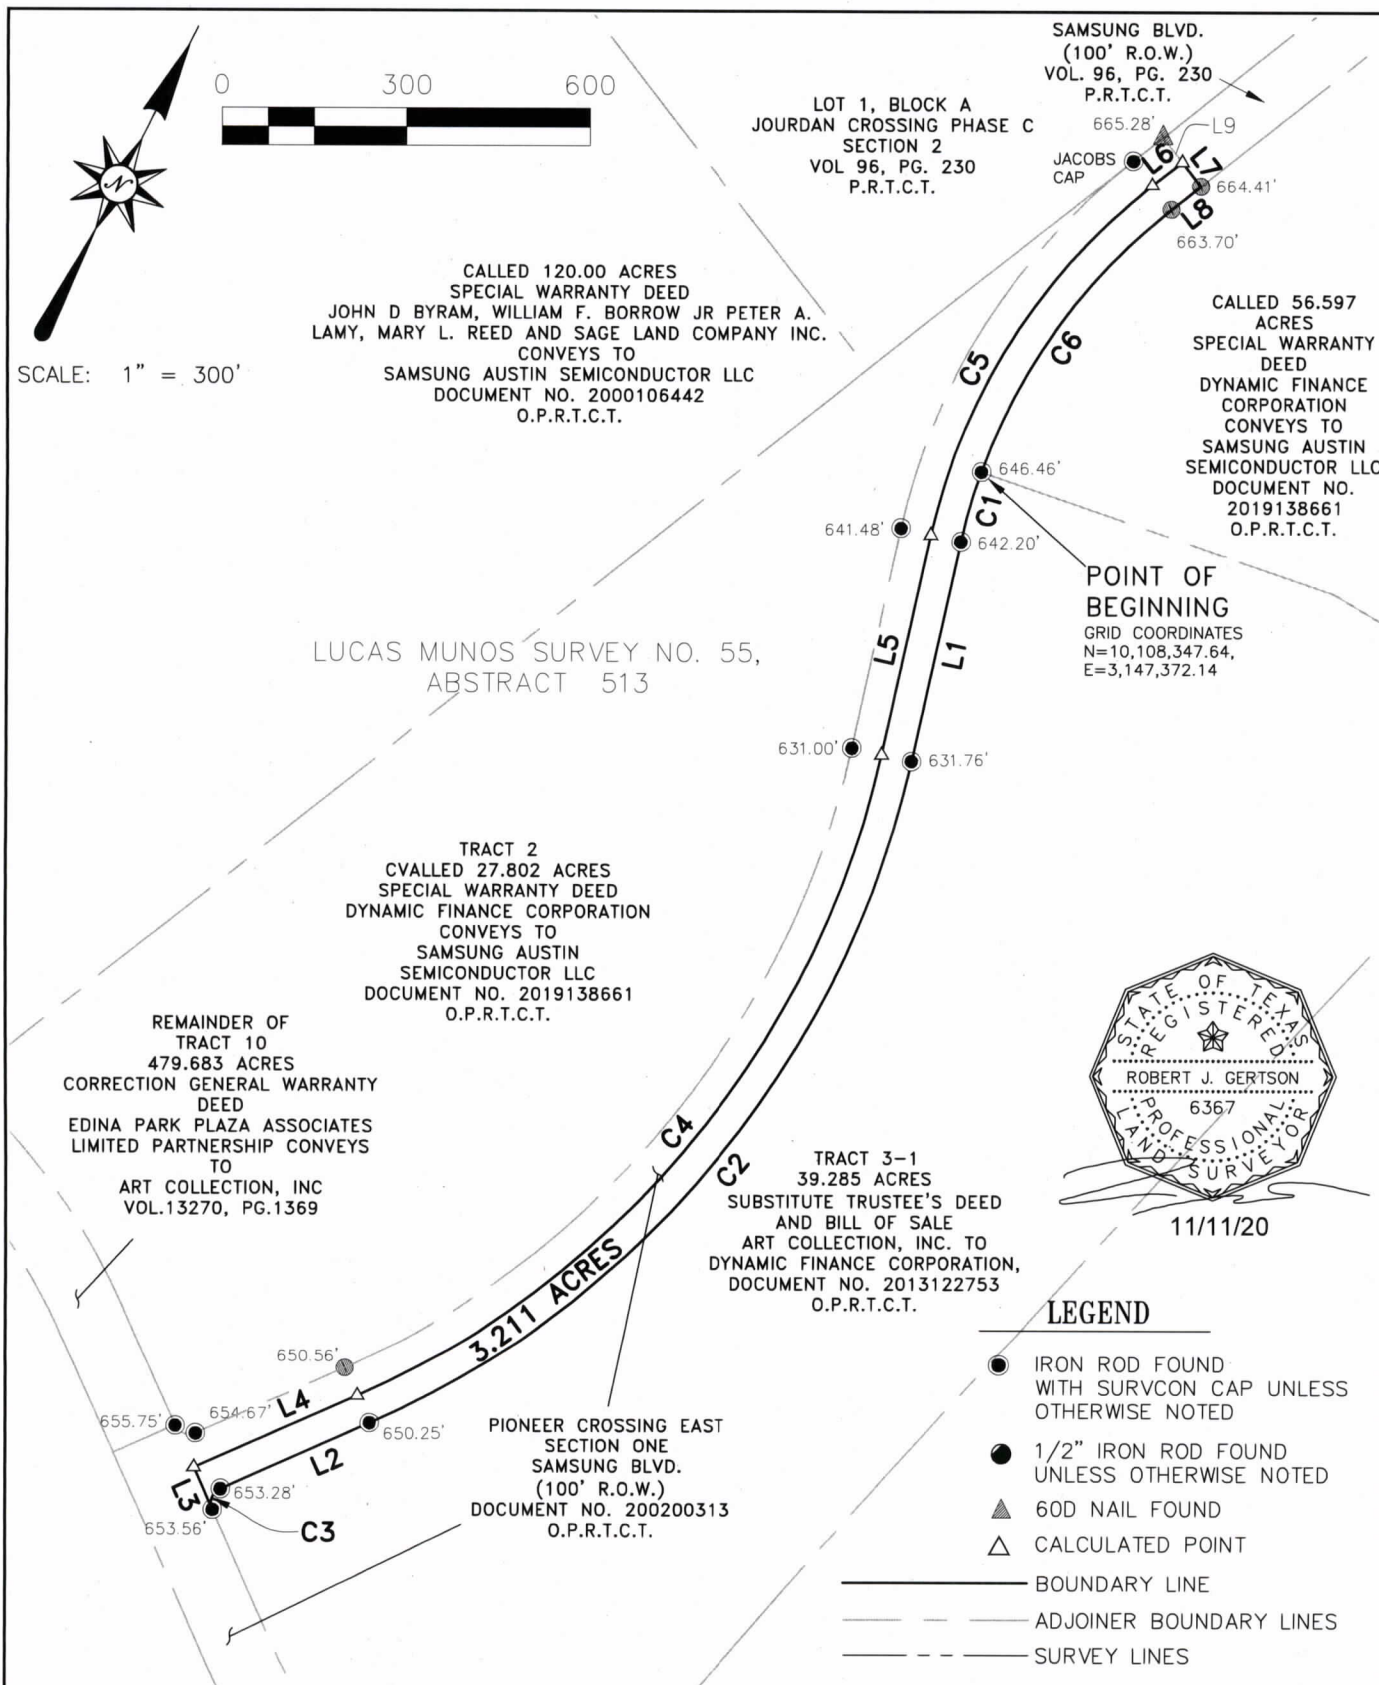 SAMSUNG BLVD.
(100' R.O.W.)
VOL. 96, PG. 230
P.R.T.C.T.
0 300 600
LOT 1, BLOCK A
JOURDAN CROSSING PHASE C
SECTION 2
VOL 96, PG. 230
P.R.T.C.T.
665.28'
L9
JACOBS
CAP
L6
L7
664.41'
L8
663.70'
N
SCALE: 1" = 300'
CALLED 120.00 ACRES
SPECIAL WARRANTY DEED
JOHN D BYRAM, WILLIAM F. BORROW JR PETER A.
LAMY, MARY L. REED AND SAGE LAND COMPANY INC.
CONVEYS TO
SAMSUNG AUSTIN SEMICONDUCTOR LLC
DOCUMENT NO. 2000106442
O.P.R.T.C.T.
CALLED 56.597
ACRES
SPECIAL WARRANTY
DEED
DYNAMIC FINANCE
CORPORATION
CONVEYS TO
SAMSUNG AUSTIN
SEMICONDUCTOR LLC
DOCUMENT NO.
2019138661
O.P.R.T.C.T.
C5
C6
646.46'
C1
641.48'
642.20'
POINT OF
BEGINNING
GRID COORDINATES
N=10,108,347.64,
E=3,147,372.14
LUCAS MUNOS SURVEY NO. 55,
ABSTRACT 513
L5
L1
631.00'
631.76'
TRACT 2
CVALLED 27.802 ACRES
SPECIAL WARRANTY DEED
DYNAMIC FINANCE CORPORATION
CONVEYS TO
SAMSUNG AUSTIN
SEMICONDUCTOR LLC
DOCUMENT NO. 2019138661
O.P.R.T.C.T.
REMAINDER OF
TRACT 10
479.683 ACRES
CORRECTION GENERAL WARRANTY
DEED
EDINA PARK PLAZA ASSOCIATES
LIMITED PARTNERSHIP CONVEYS
TO
ART COLLECTION, INC
VOL.13270, PG.1369
STATE OF TEXAS
REGISTERED
ROBERT J. GERTSON
6367
PROFESSIONAL
LAND SURVEYOR
11/11/20
C4
C2
TRACT 3-1
39.285 ACRES
SUBSTITUTE TRUSTEE'S DEED
AND BILL OF SALE
ART COLLECTION, INC. TO
DYNAMIC FINANCE CORPORATION,
DOCUMENT NO. 2013122753
O.P.R.T.C.T.
3.211 ACRES
650.56'
L4
655.75'
654.67'
650.25'
L2
L3
653.28'
653.56'
C3
PIONEER CROSSING EAST
SECTION ONE
SAMSUNG BLVD.
(100' R.O.W.)
DOCUMENT NO. 200200313
O.P.R.T.C.T.
LEGEND
IRON ROD FOUND
WITH SURVCON CAP UNLESS
OTHERWISE NOTED
1/2" IRON ROD FOUND
UNLESS OTHERWISE NOTED
60D NAIL FOUND
CALCULATED POINT
BOUNDARY LINE
ADJOINER BOUNDARY LINES
SURVEY LINES